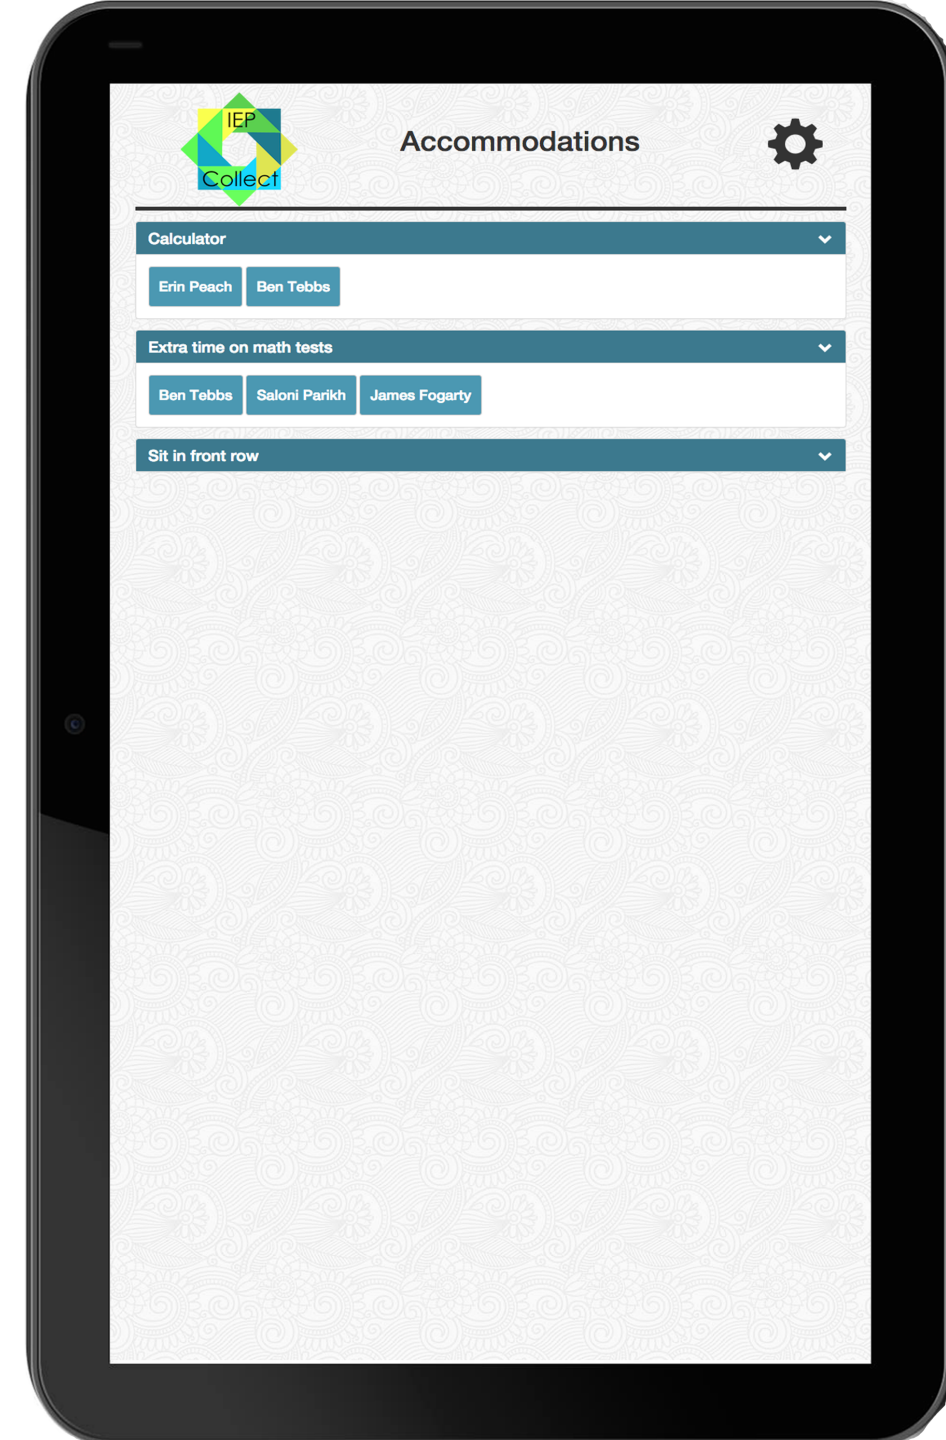 IEP
Collect
Accommodations
Calculator
Erin Peach Ben Tebbs
Extra time on math tests
Ben Tebbs Saloni Parikh James Fogarty
Sit in front row